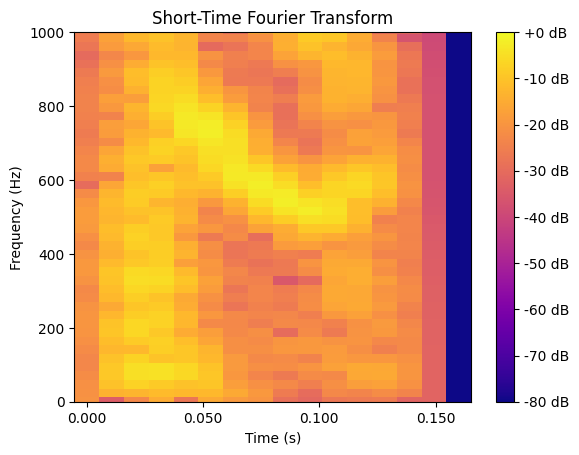 Short-Time Fourier Transform
1000
800
600
400
200
0
Frequency (Hz)
0.000
0.050
0.100
0.150
Time (s)
+0 dB
-10 dB
-20 dB
-30 dB
-40 dB
-50 dB
-60 dB
-70 dB
-80 dB